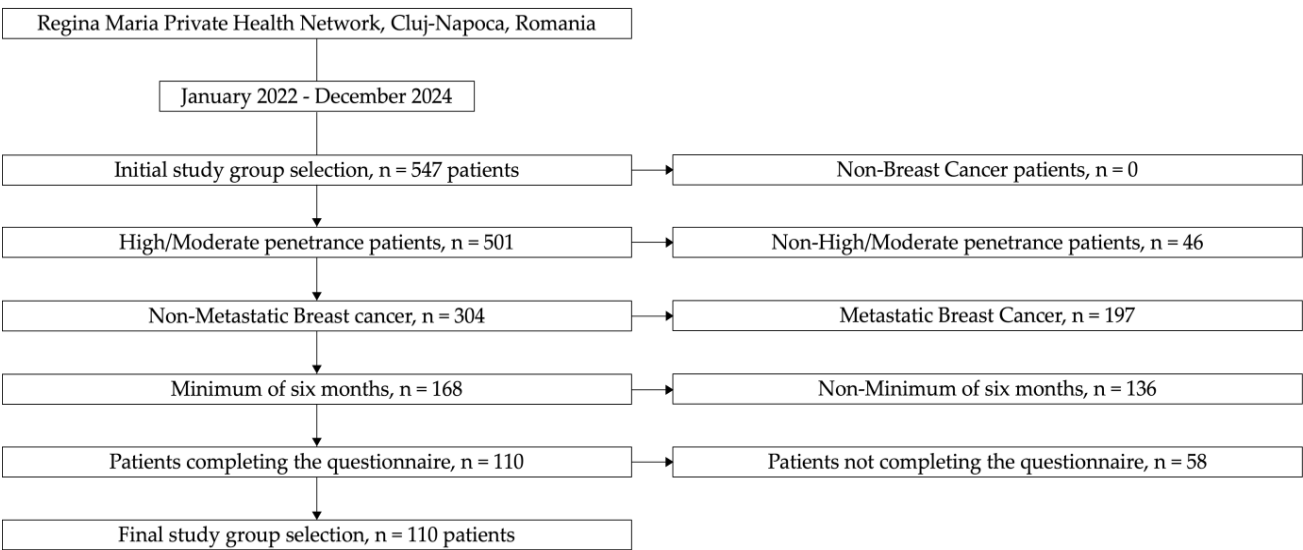 Regina Maria Private Health Network, Cluj-Napoca, Romania
January 2022 - December 2024
Initial study group selection, n = 547 patients
Non-Breast Cancer patients, n = 0
High/Moderate penetrance patients, n = 501
Non-High/Moderate penetrance patients, n = 46
Non-Metastatic Breast cancer, n = 304
Metastatic Breast Cancer, n = 197
Minimum of six months, n = 168
Non-Minimum of six months, n = 136
Patients completing the questionnaire, n = 110
Patients not completing the questionnaire, n = 58
Final study group selection, n = 110 patients